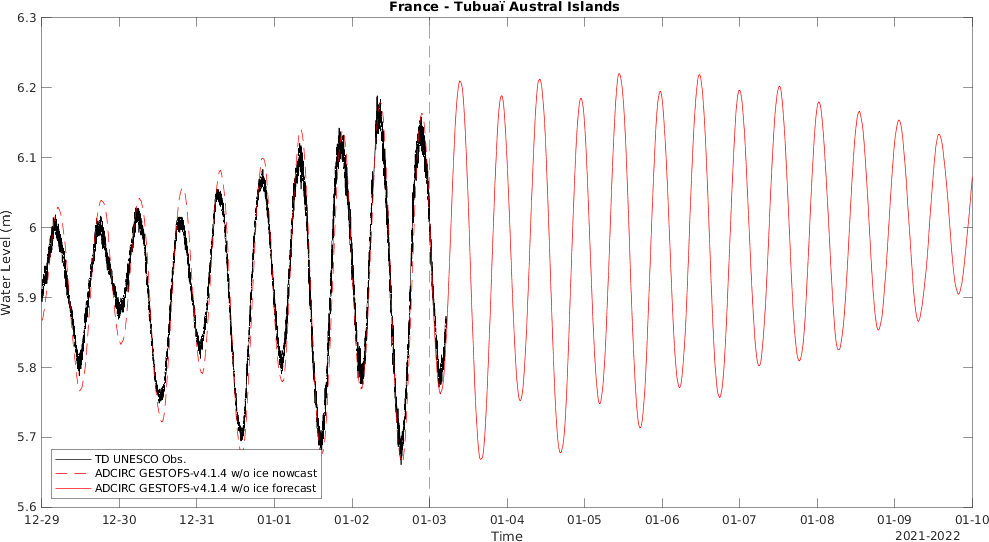 France - Tubuaï Austral Islands
6.3
6.2
6.1
6
5.9
5.8
5.7
5.6
Water Level (m)
TD UNESCO Obs.
ADCIRC GESTOFS-v4.1.4 w/o ice nowcast
ADCIRC GESTOFS-v4.1.4 w/o ice forecast
12-29 12-30 12-31 01-01 01-02 01-03 01-04 01-05 01-06 01-07 01-08 01-09 01-10
Time
2021-2022